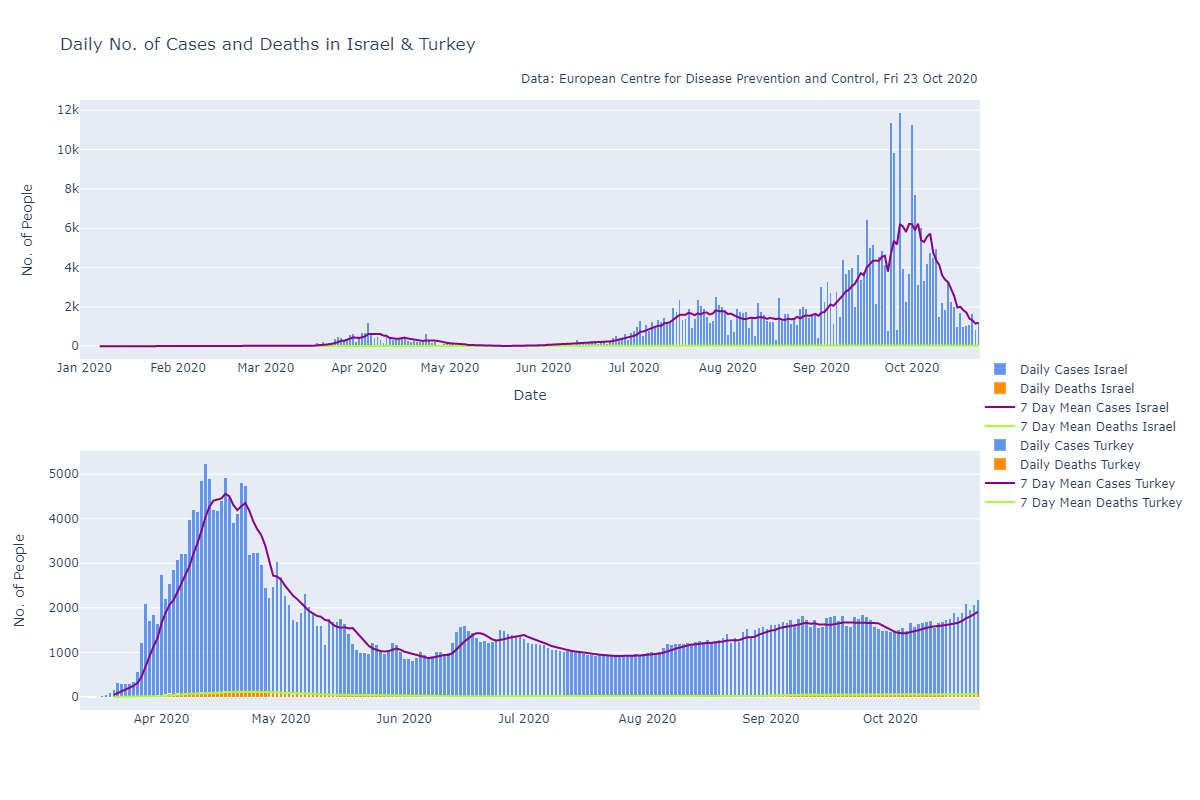 Daily No. of Cases and Deaths in Israel & Turkey
Data: European Centre for Disease Prevention and Control, Fri 23 Oct 2020
12k
10k
8k
6k
4k
2k
0
No. of People
Jan 2020 Feb 2020 Mar 2020 Apr 2020 May 2020 Jun 2020 Jul 2020 Aug 2020 Sep 2020 Oct 2020
Date
Daily Cases Israel
Daily Deaths Israel
7 Day Mean Cases Israel
7 Day Mean Deaths Israel
Daily Cases Turkey
Daily Deaths Turkey
7 Day Mean Cases Turkey
7 Day Mean Deaths Turkey
5000
4000
3000
2000
1000
0
No. of People
Apr 2020 May 2020 Jun 2020 Jul 2020 Aug 2020 Sep 2020 Oct 2020